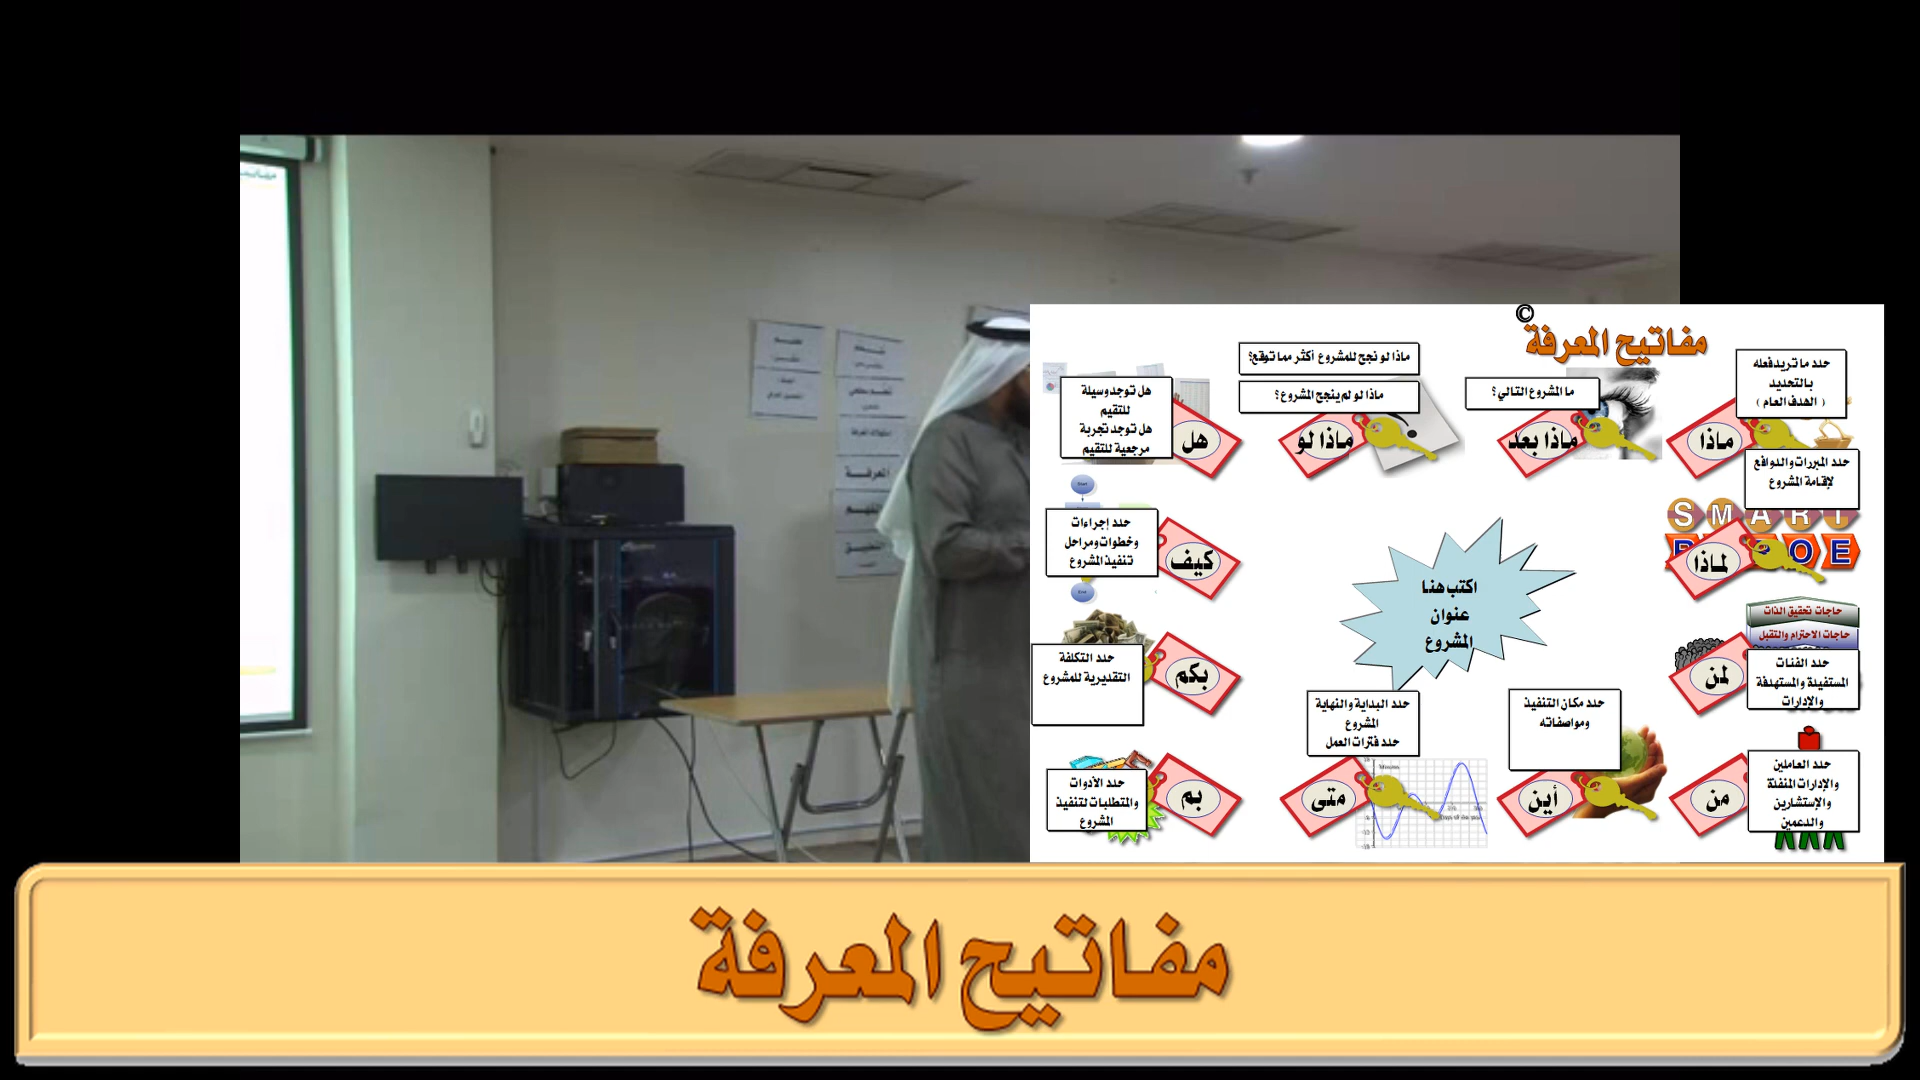 ©
مفاتيح المعرفة
حدد ما تريد فعله
بالتحديد
( الهدف العام )
ماذا
ما المشروع التالي؟
ماذا بعد
ماذا لو نجح للمشروع أكثر مما توقع؟
ماذا لو لم ينجح المشروع؟
ماذا لو
هل توجد وسيلة
للتقيم
هل توجد تجربة
مرجعية للتقيم
هل
حدد المبررات والدوافع
لإقامة المشروع
SMART
لماذا
حدد إجراءات
وخطوات ومراحل
تنفيذ المشروع
كيف
اكتب هنا
عنوان
المشروع
حاجات تحقيق الذات
حاجات الاحترام والتقبل
حدد الفئات
المستفيدة والمستهدفة
والإدارات
لمن
حدد التكلفة
التقديرية للمشروع
بكم
حدد العاملين
والإدارات المنفذة
والإستشارين
والدعمين
من
حدد مكان التنفيذ
ومواصفاته
أين
حدد البداية والنهاية
المشروع
حدد فترات العمل
متى
حدد الأدوات
والمتطلبات لتنفيذ
المشروع
بم
المعرفة
مفاتيح المعرفة